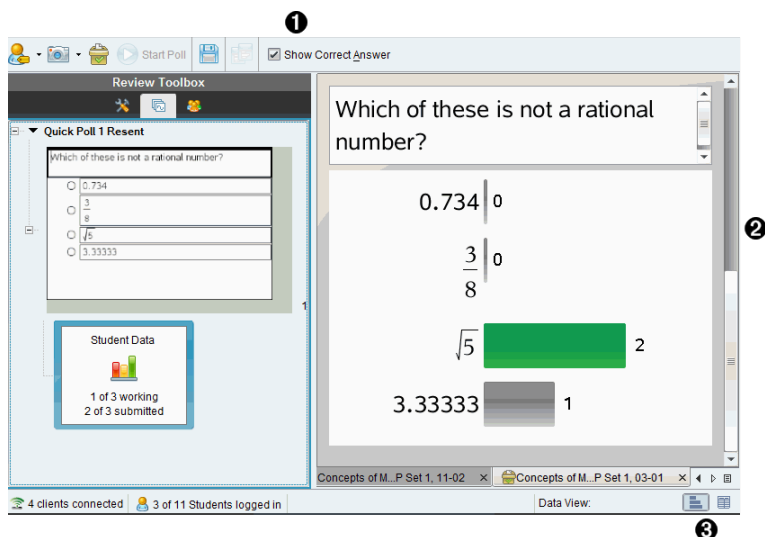 ❶
Start Poll
Show Correct Answer
Review Toolbox
Quick Poll 1 Resent
Which of these is not a rational number?
0.734
3
8
√5
3.33333
1
Student Data
1 of 3 working
2 of 3 submitted
Which of these is not a rational
number?
0.734 0
3
8
0
√5 2
3.33333 1
❷
Concepts of M...P Set 1, 11-02
Concepts of M...P Set 1, 03-01
4 clients connected
3 of 11 Students logged in
Data View:
❸